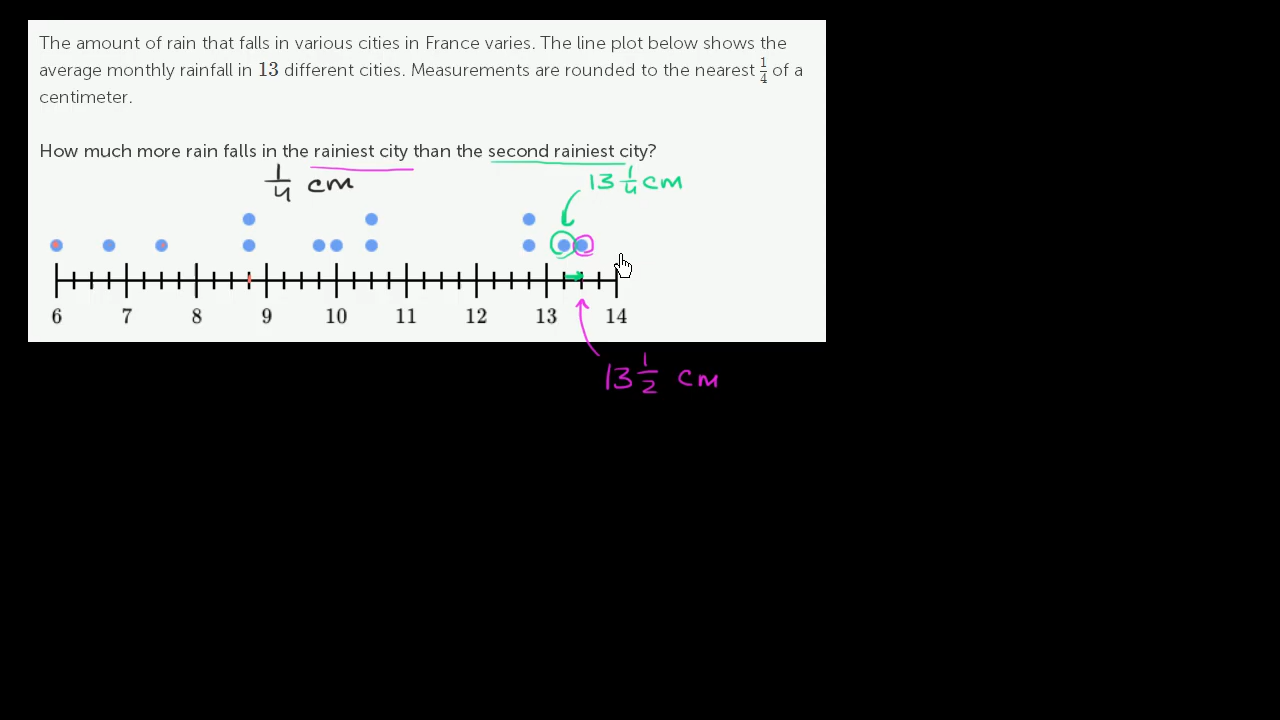 The amount of rain that falls in various cities in France varies. The line plot below shows the
average monthly rainfall in 13 different cities. Measurements are rounded to the nearest 1/4 of a
centimeter.
How much more rain falls in the rainiest city than the second rainiest city?
1/4 cm
13 1/4 cm
6 7 8 9 10 11 12 13 14
13 1/2 cm